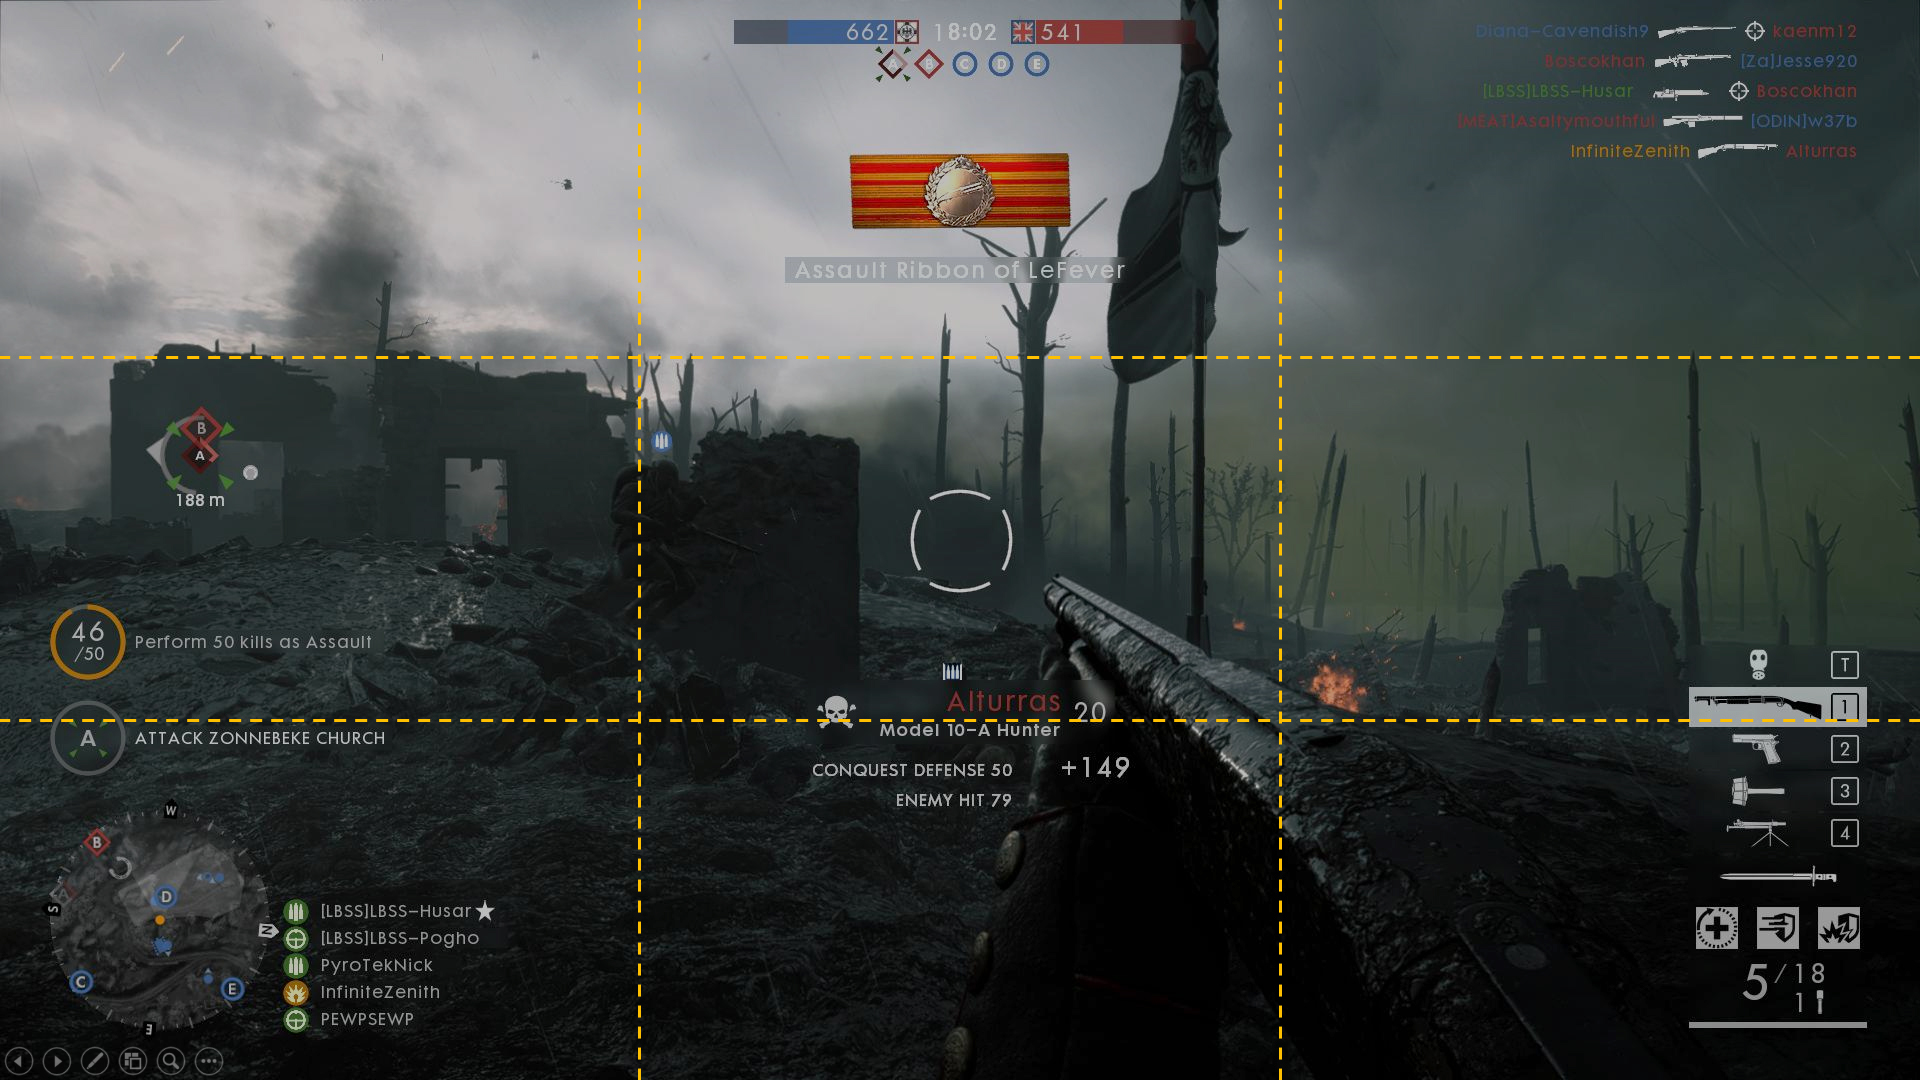 662 18:02 541
A B C D E
Diana-Cavendish9 kaenm12
Boscokhan [Za]Jesse920
[LBSS]LBSS-Husar Boscokhan
[MEAT]Asaltymouthful [ODIN]w37b
InfiniteZenith Alturras
Assault Ribbon of LeFever
B
A
188 m
46
/50
Perform 50 kills as Assault
A
ATTACK ZONNEBEKE CHURCH
Alturras 20
Model 10-A Hunter
CONQUEST DEFENSE 50 +149
ENEMY HIT 79
T
1
2
3
4
5/18
1
W
B
D
S
N
C
E
E
[LBSS]LBSS-Husar
[LBSS]LBSS-Pogho
PyroTekNick
InfiniteZenith
PEWPSEWP